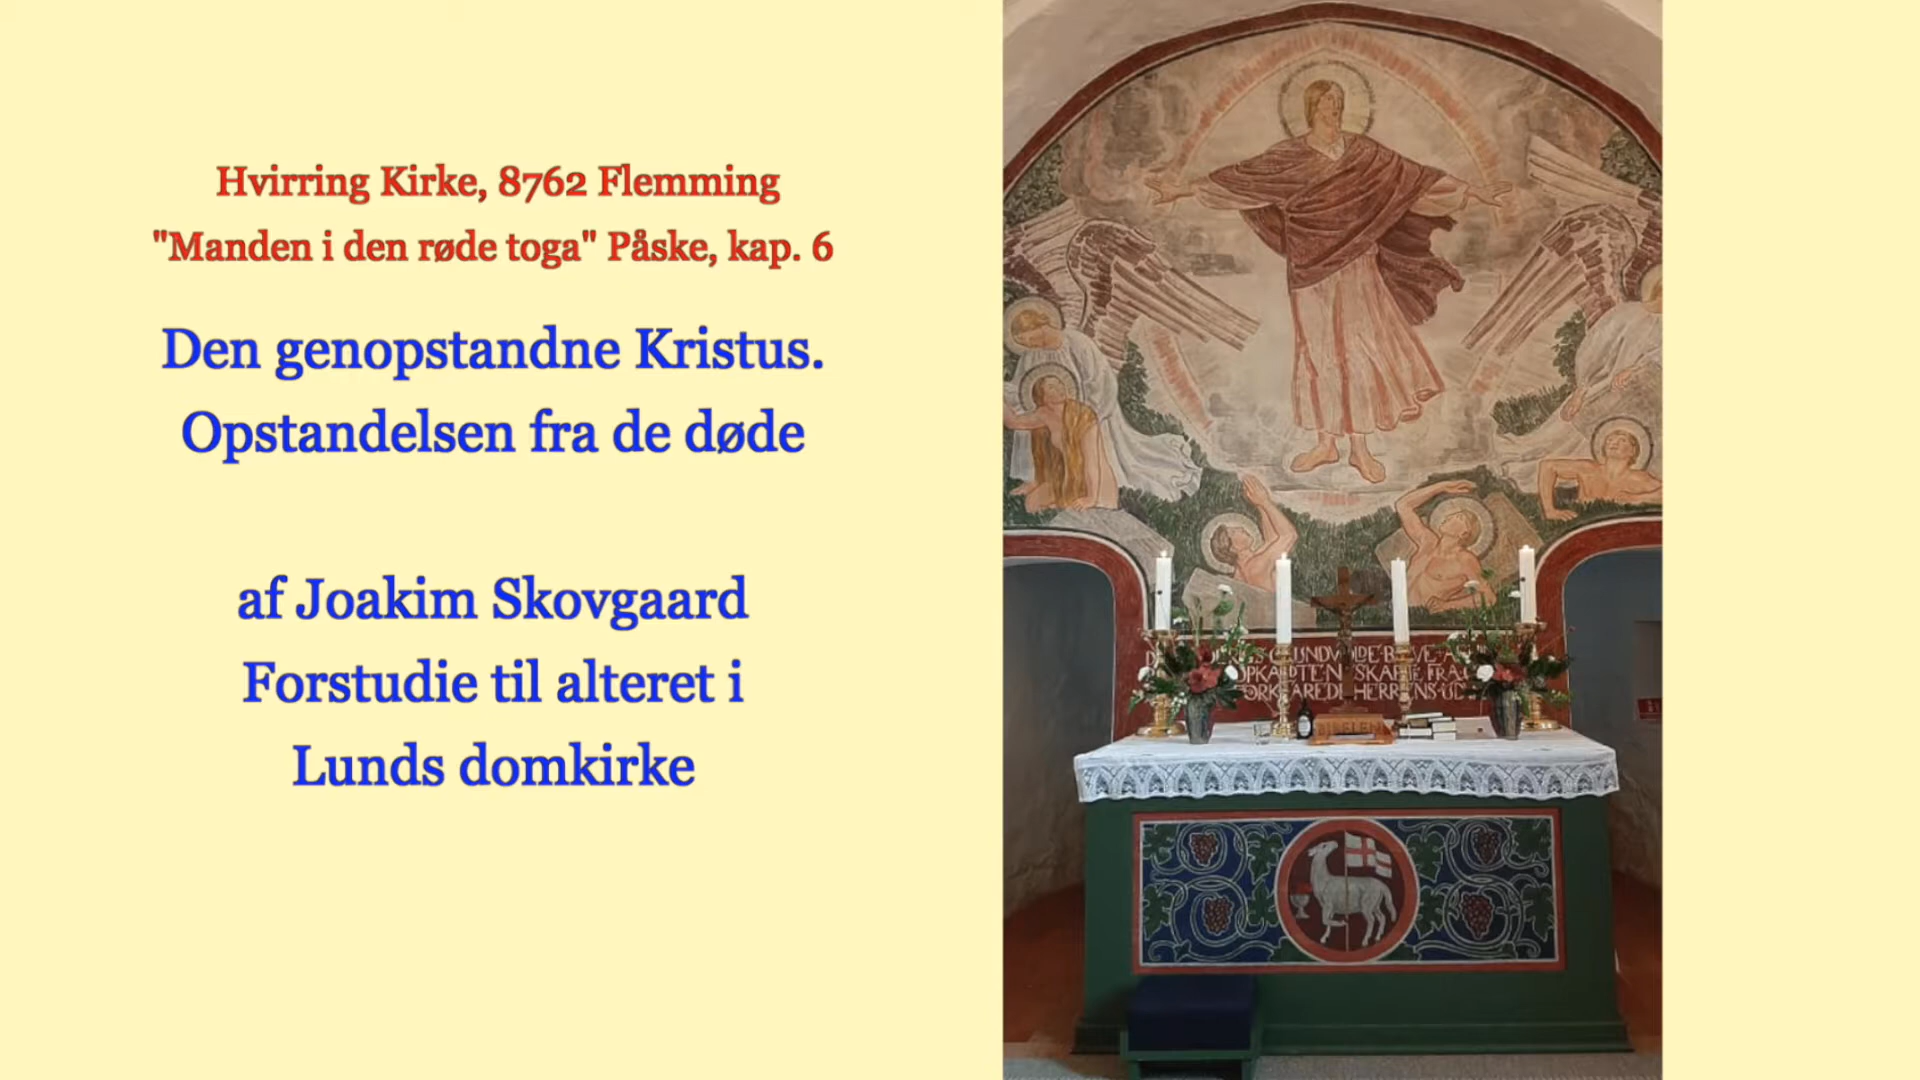 Hvirring Kirke, 8762 Flemming
"Manden i den røde toga" Påske, kap. 6
Den genopstandne Kristus.
Opstandelsen fra de døde
af Joakim Skovgaard
Forstudie til alteret i
Lunds domkirke
BIBELEN